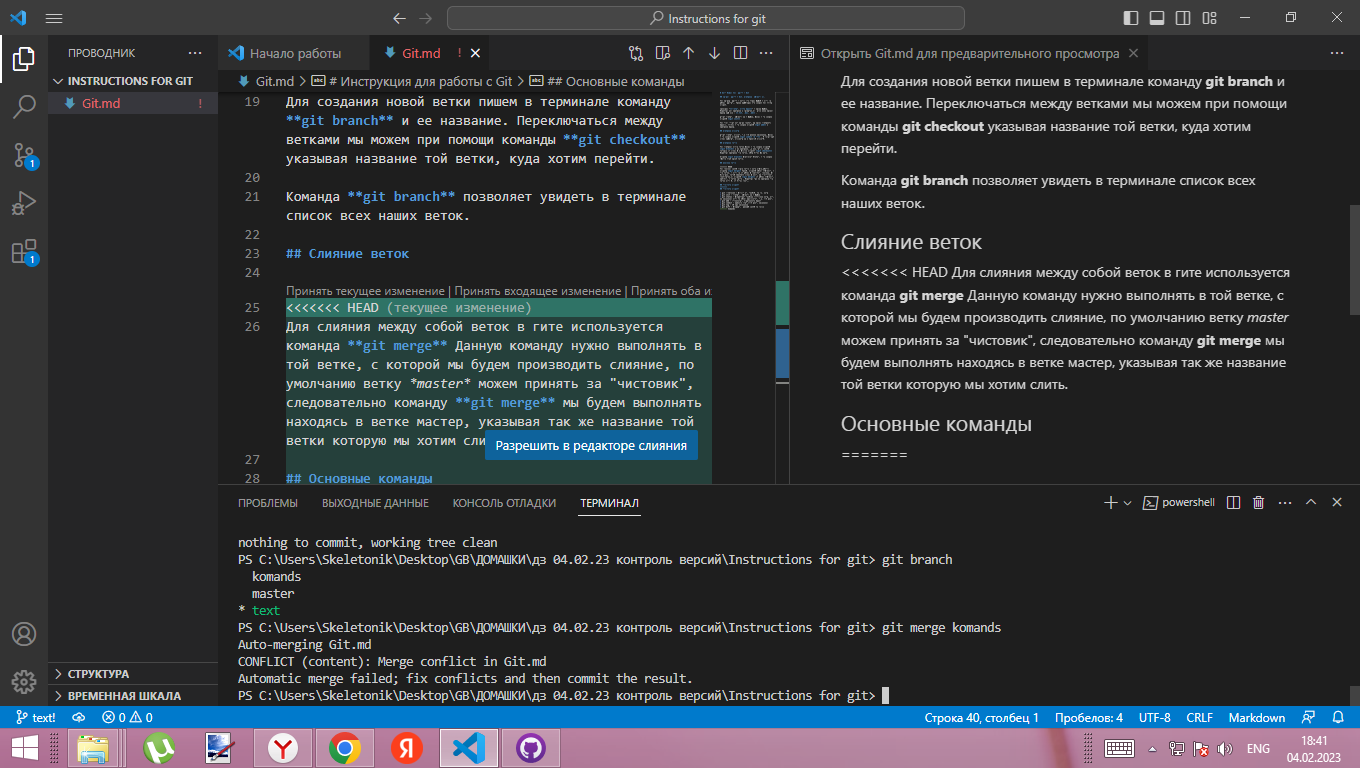 Instructions for git
ПРОВОДНИК
INSTRUCTIONS FOR GIT
Git.md !
1
1
СТРУКТУРА
ВРЕМЕННАЯ ШКАЛА
Начало работы
Git.md !
Git.md > # Инструкция для работы с Git > ## Основные команды
19 Для создания новой ветки пишем в терминале команду
**git branch** и ее название. Переключаться между
ветками мы можем при помощи команды **git checkout**
указывая название той ветки, куда хотим перейти.
20
21 Команда **git branch** позволяет увидеть в терминале
список всех наших веток.
22
23 ## Слияние веток
24
Принять текущее изменение | Принять входящее изменение | Принять оба из
25 <<<<<<< HEAD (текущее изменение)
26 Для слияния между собой веток в гите используется
команда **git merge** Данную команду нужно выполнять в
той ветке, с которой мы будем производить слияние, по
умолчанию ветку *master* можем принять за "чистовик",
следовательно команду **git merge** мы будем выполнять
находясь в ветке мастер, указывая так же название той
ветки которую мы хотим сли
Разрешить в редакторе слияния
27
28 ## Основные команды
Открыть Git.md для предварительного просмотра
Для создания новой ветки пишем в терминале команду git branch и
ее название. Переключаться между ветками мы можем при помощи
команды git checkout указывая название той ветки, куда хотим
перейти.
Команда git branch позволяет увидеть в терминале список всех
наших веток.
Слияние веток
<<<<<<< HEAD Для слияния между собой веток в гите используется
команда git merge Данную команду нужно выполнять в той ветке, с
которой мы будем производить слияние, по умолчанию ветку master
можем принять за "чистовик", следовательно команду git merge мы
будем выполнять находясь в ветке мастер, указывая так же название
той ветки которую мы хотим слить.
Основные команды
=======
ПРОБЛЕМЫ ВЫХОДНЫЕ ДАННЫЕ КОНСОЛЬ ОТЛАДКИ ТЕРМИНАЛ
powershell
nothing to commit, working tree clean
PS C:\Users\Skeletonik\Desktop\GB\ДОМАШКИ\дз 04.02.23 контроль версий\Instructions for git> git branch
komands
master
* text
PS C:\Users\Skeletonik\Desktop\GB\ДОМАШКИ\дз 04.02.23 контроль версий\Instructions for git> git merge komands
Auto-merging Git.md
CONFLICT (content): Merge conflict in Git.md
Automatic merge failed; fix conflicts and then commit the result.
PS C:\Users\Skeletonik\Desktop\GB\ДОМАШКИ\дз 04.02.23 контроль версий\Instructions for git>
text! 0 0 Строка 40, столбец 1 Пробелов: 4 UTF-8 CRLF Markdown
Y Я ENG 18:41
04.02.2023